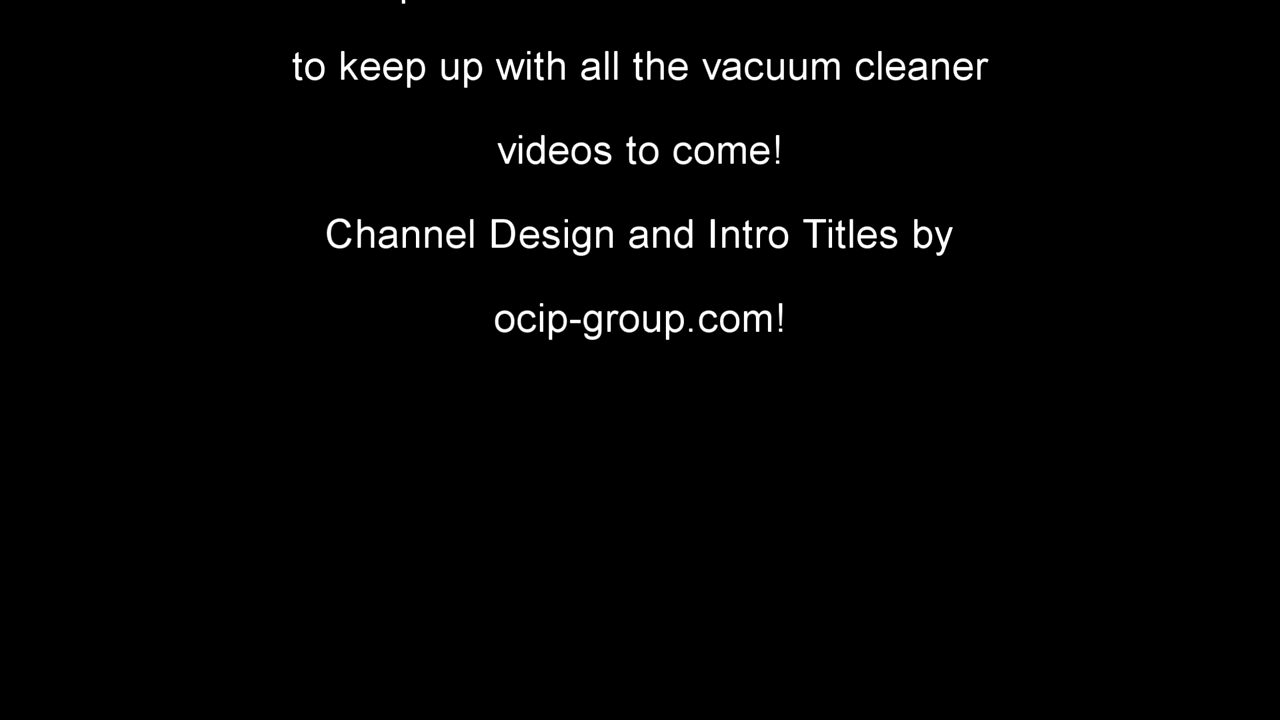 to keep up with all the vacuum cleaner
videos to come!
Channel Design and Intro Titles by
ocip-group.com!